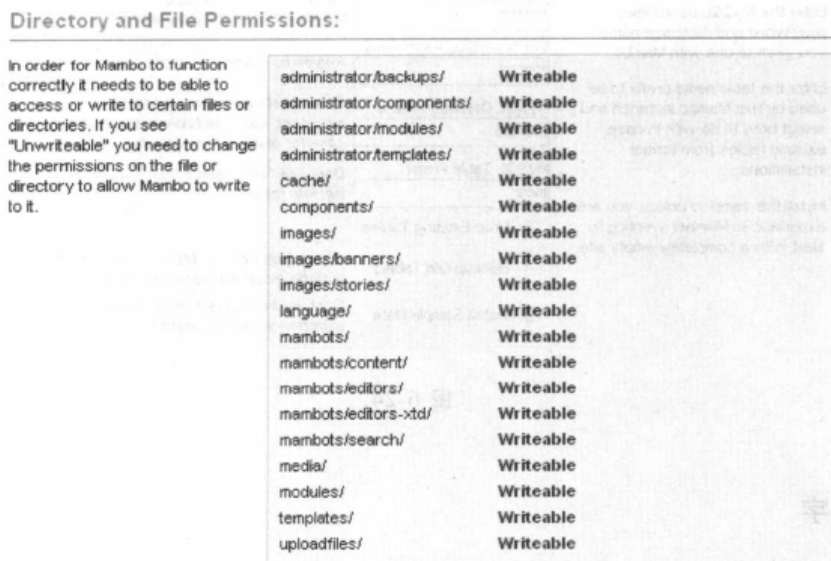 Directory and File Permissions:
In order for Mambo to function
correctly it needs to be able to
access or write to certain files or
directories. If you see
"Unwriteable" you need to change
the permissions on the file or
directory to allow Mambo to write
to it.
administrator/backups/ Writeable
administrator/components/ Writeable
administrator/modules/ Writeable
administrator/templates/ Writeable
cache/ Writeable
components/ Writeable
images/ Writeable
images/banners/ Writeable
images/stories/ Writeable
language/ Writeable
mambots/ Writeable
mambots/content/ Writeable
mambots/editors/ Writeable
mambots/editors-xtd/ Writeable
mambots/search/ Writeable
media/ Writeable
modules/ Writeable
templates/ Writeable
uploadfiles/ Writeable